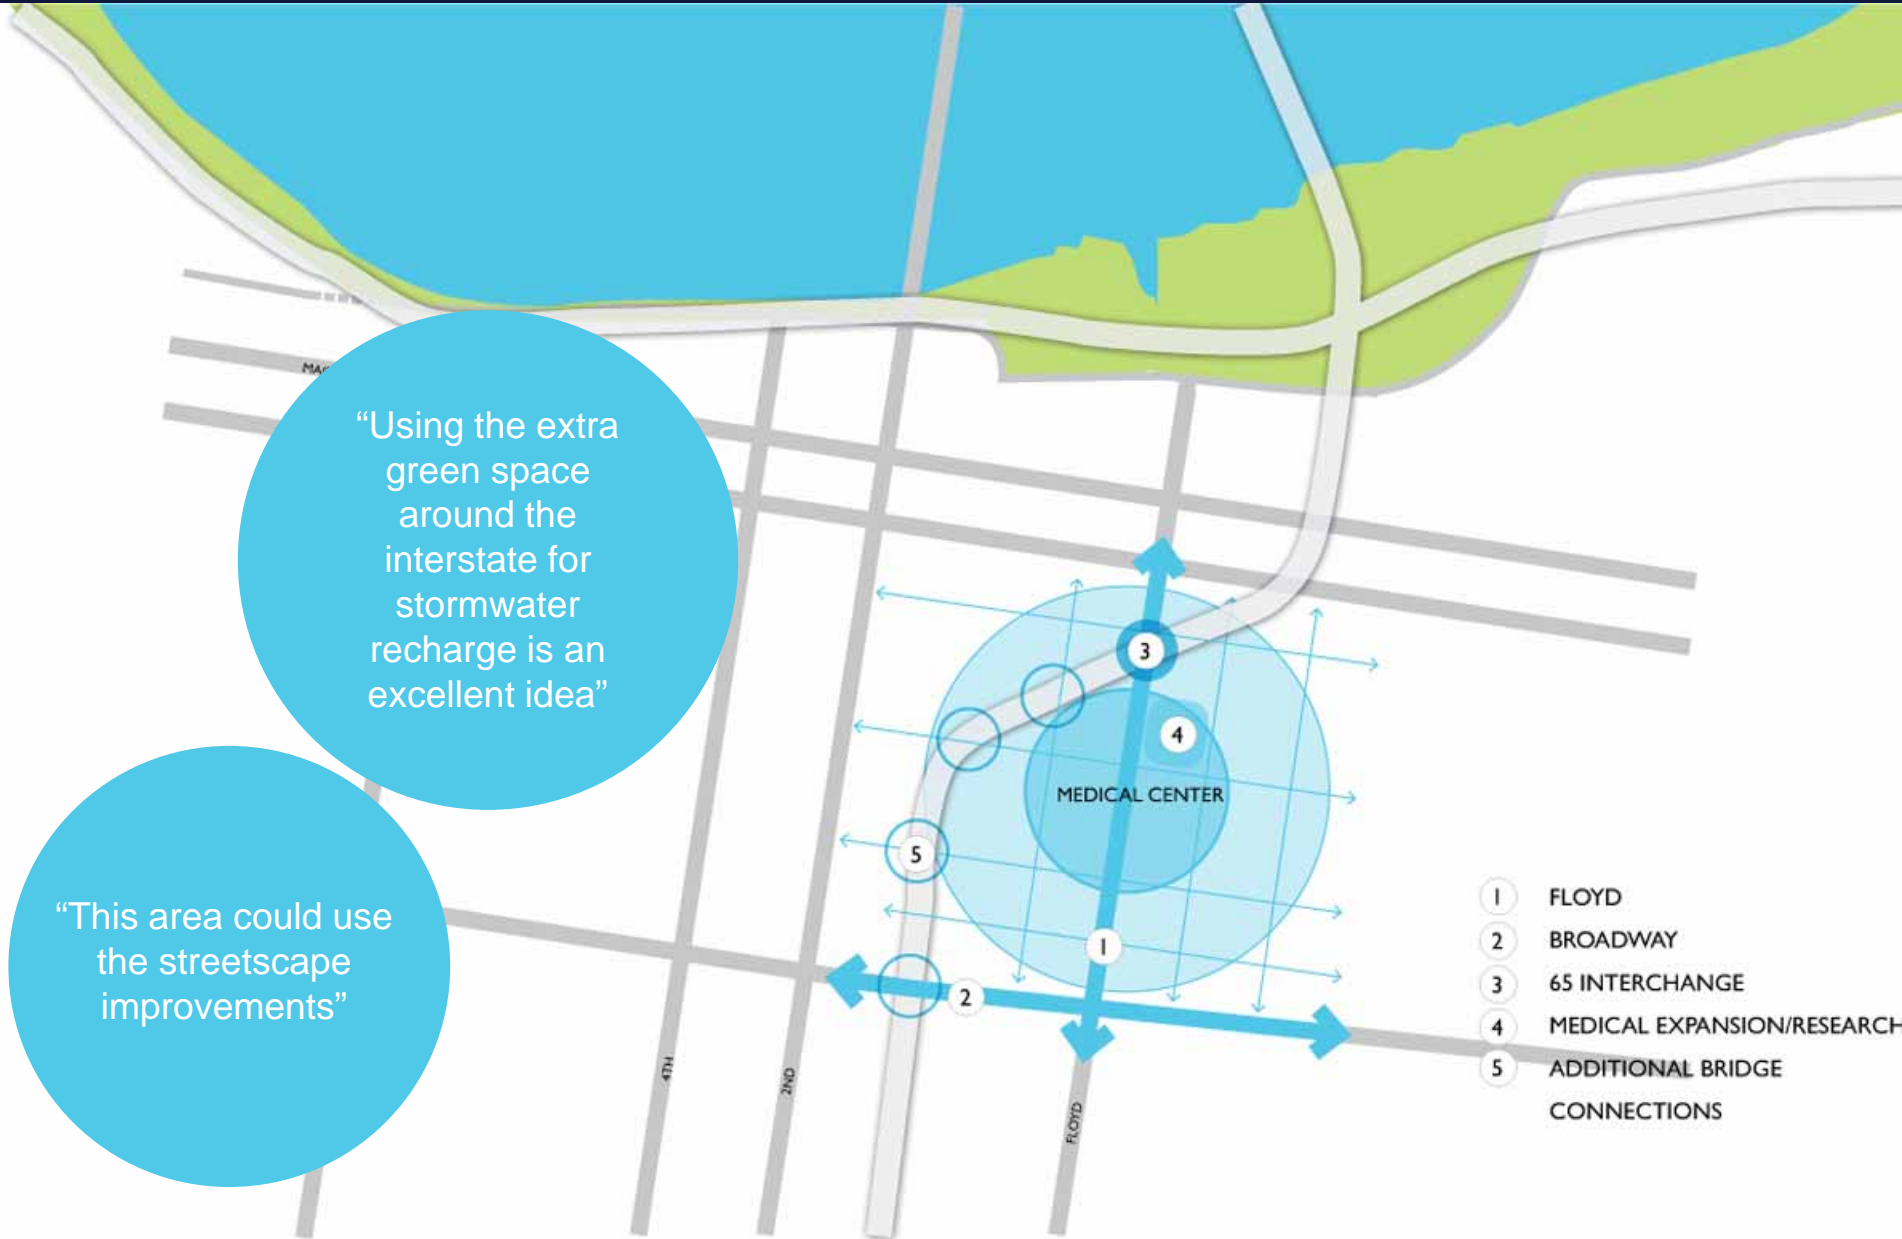 “Using the extra
green space
around the
interstate for
stormwater
recharge is an
excellent idea”
“This area could use
the streetscape
improvements”
3
4
MEDICAL CENTER
5
1
2
4TH
2ND
FLOYD
1 FLOYD
2 BROADWAY
3 65 INTERCHANGE
4 MEDICAL EXPANSION/RESEARCH
5 ADDITIONAL BRIDGE
CONNECTIONS